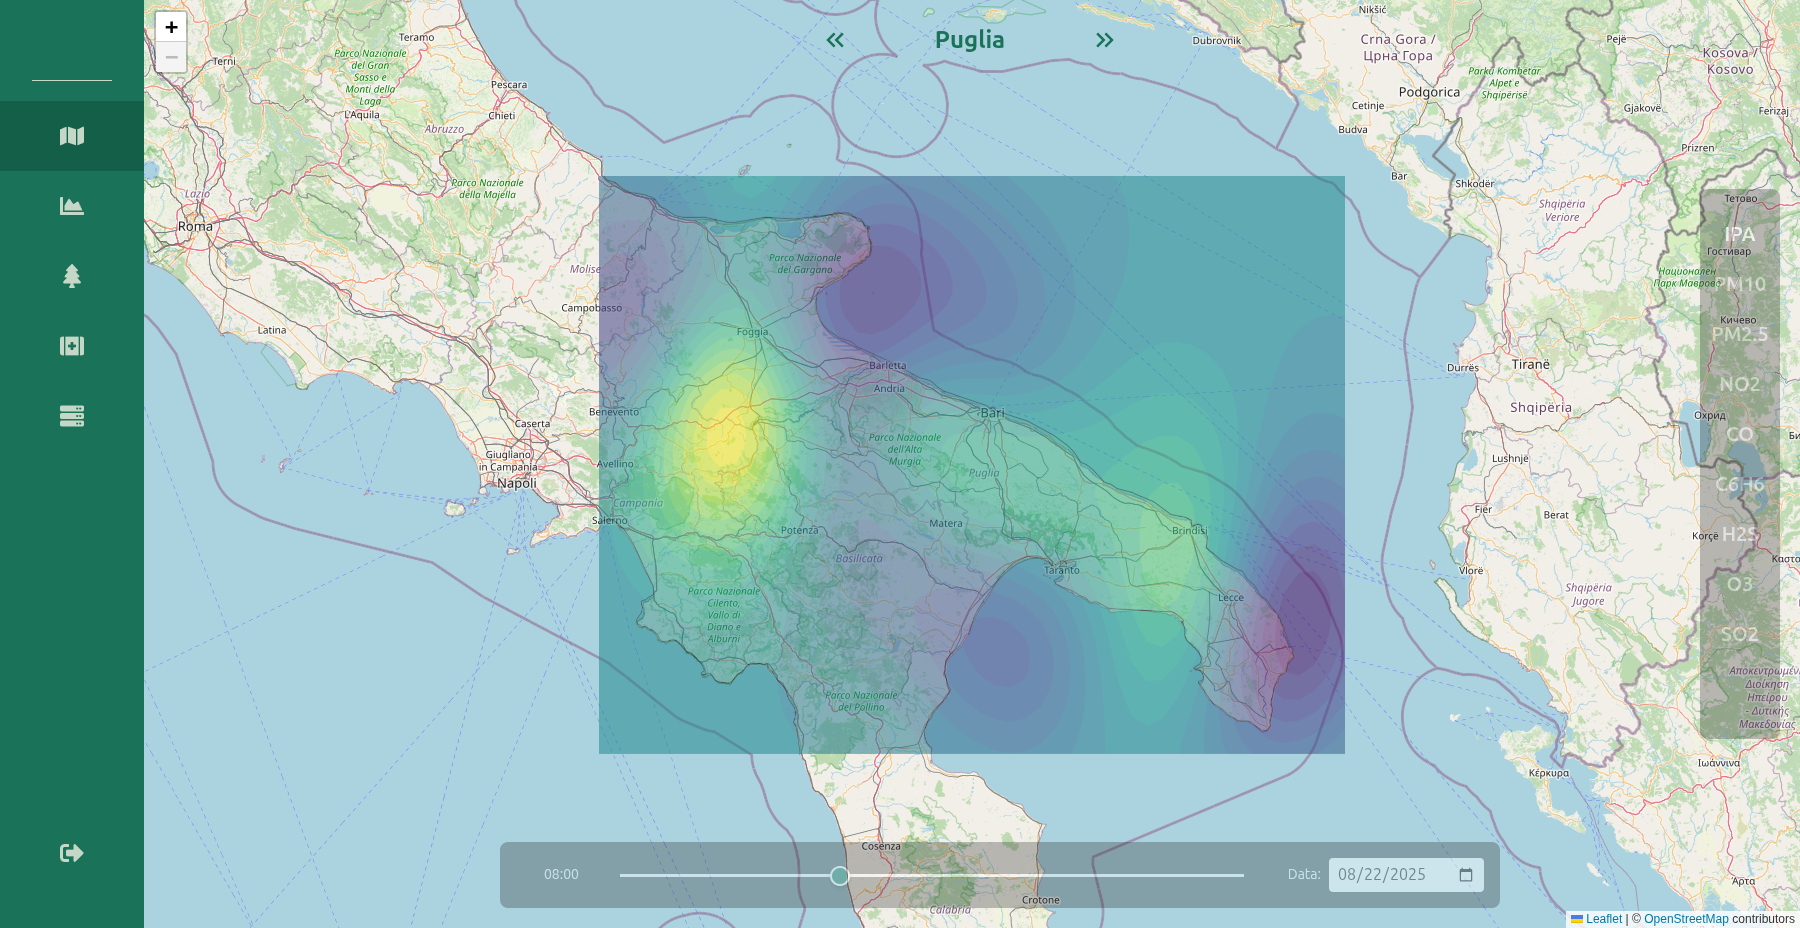 +
−
Puglia
Teramo
Terni
Parco Nazionale
del Gran
Sasso e
Monti della
Laga
Pescara
L'Aquila
Chieti
Abruzzo
Parco Nazionale
della Majella
Lazio
Roma
Latina
Molise
Campobasso
Parco Nazionale
del Gargano
Foggia
Benevento
Caserta
Giugliano
in Campania
Napoli
Avellino
Campania
Salerno
Barletta
Andria
Bari
Parco Nazionale
dell'Alta
Murgia
Puglia
Potenza
Matera
Basilicata
Brindisi
Taranto
Lecce
Parco Nazionale
Cilento,
Vallo di
Diano e
Alburni
Parco Nazionale
del Pollino
Cosenza
Calabria
Crotone
Nikšić
Dubrovnik
Crna Gora /
Црна Гора
Pejë
Kosova /
Kosovo
Parku Kombëtar
Alpet e
Shqipërisë
Podgorica
Cetinje
Budva
Gjakovë
Ferizaj
Prizren
Bar
Shkodër
Shqipëria
Veriore
Тетово
Гостивар
Национален
Парк Маврово
Кичево
Durrës
Tiranë
Shqipëria
Охрид
Lushnjë
Fier
Berat
Korçë
Vlorë
Shqipëria
Jugore
Αποκεντρωμέν
Διοίκηση
Ηπείρου
- Δυτικής
Μακεδονίας
Ιωάννινα
Κέρκυρα
Άρτα
IPA
PM10
PM2.5
NO2
CO
C6H6
H2S
O3
SO2
08:00
Data:
08/22/2025
Leaflet | © OpenStreetMap contributors